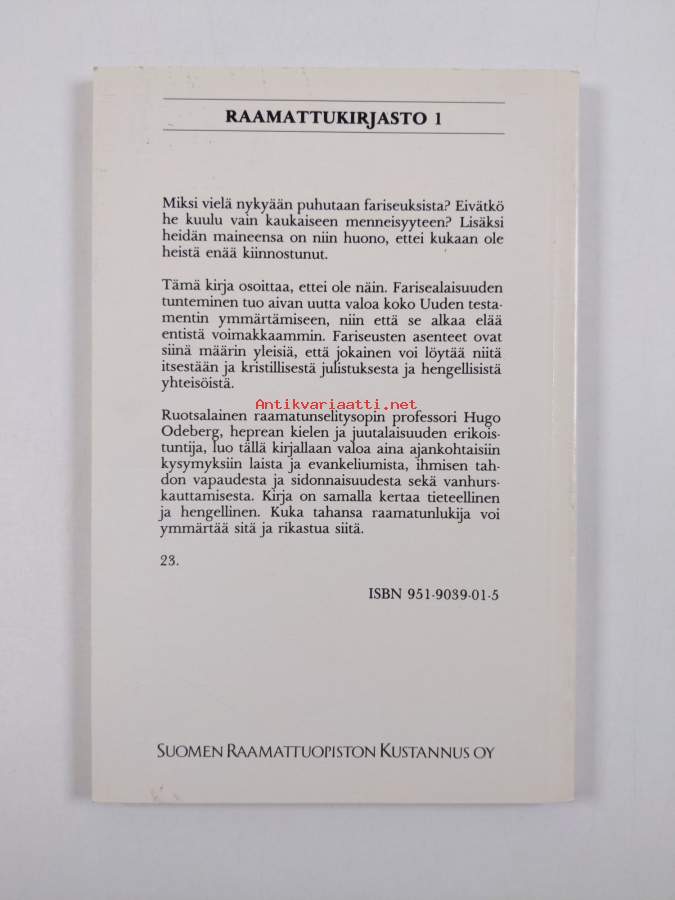 RAAMATTUKIRJASTO 1
Miksi vielä nykyään puhutaan fariseuksista? Eivätkö
he kuulu vain kaukaiseen menneisyyteen? Lisäksi
heidän maineensa on niin huono, ettei kukaan ole
heistä enää kiinnostunut.
Tämä kirja osoittaa, ettei ole näin. Farisealaisuuden
tunteminen tuo aivan uutta valoa koko Uuden testa-
mentin ymmärtämiseen, niin että se alkaa elää
entistä voimakkaammin. Fariseusten asenteet ovat
siinä määrin yleisiä, että jokainen voi löytää niitä
itsestään ja kristillisestä julistuksesta ja hengellisistä
yhteisöistä.
Antikvariaatti.net
Ruotsalainen raamatunselitysopin professori Hugo
Odeberg, heprean kielen ja juutalaisuuden erikois-
tuntija, luo tällä kirjallaan valoa aina ajankohtaisiin
kysymyksiin laista ja evankeliumista, ihmisen tah-
don vapaudesta ja sidonnaisuudesta sekä vanhurs-
kauttamisesta. Kirja on samalla kertaa tieteellinen
ja hengellinen. Kuka tahansa raamatunlukija voi
ymmärtää sitä ja rikastua siitä.
23.
ISBN 951-9039-01-5
SUOMEN RAAMATTUOPISTON KUSTANNUS OY